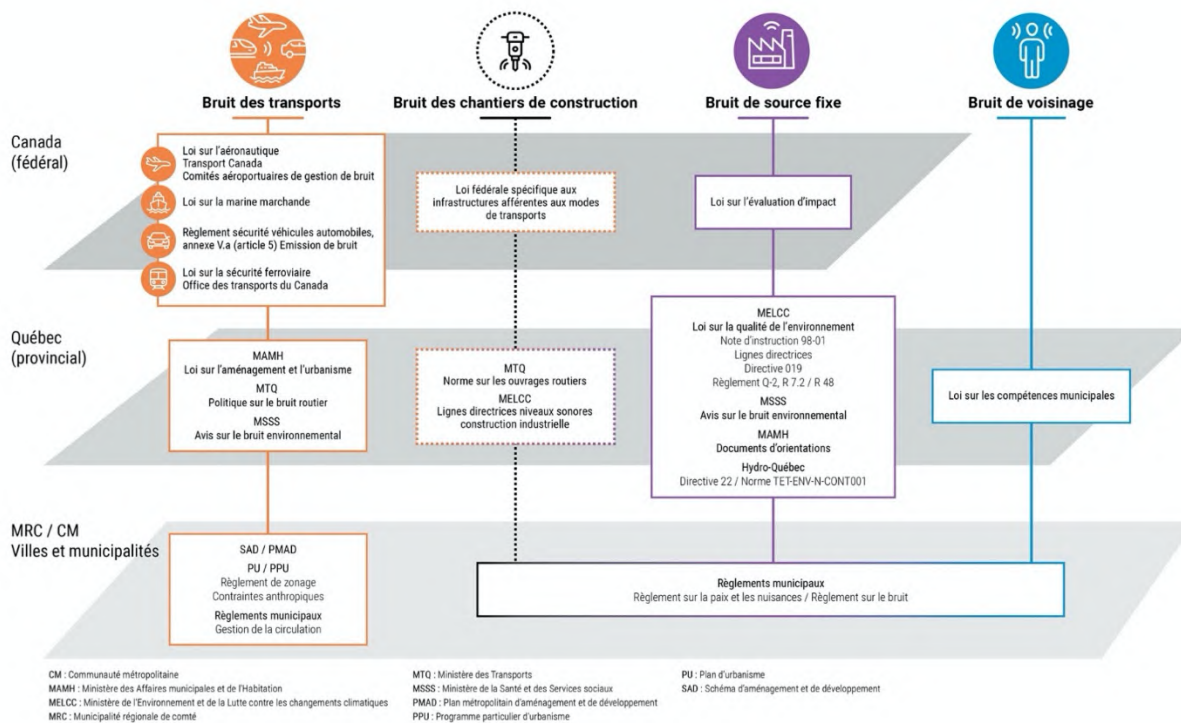 Bruit des transports
Bruit des chantiers de construction
Bruit de source fixe
Bruit de voisinage
Canada
(fédéral)
Loi sur l'aéronautique
Transport Canada
Comités aéroportuaires de gestion de bruit
Loi sur la marine marchande
Règlement sécurité véhicules automobiles,
annexe V.a (article 5) Emission de bruit
Loi sur la sécurité ferroviaire
Office des transports du Canada
Loi fédérale spécifique aux
infrastructures afférentes aux modes
de transports
Loi sur l'évaluation d'impact
Québec
(provincial)
MAMH
Loi sur l'aménagement et l'urbanisme
MTQ
Politique sur le bruit routier
MSSS
Avis sur le bruit environnemental
MTQ
Norme sur les ouvrages routiers
MELCC
Lignes directrices niveaux sonores
construction industrielle
MELCC
Loi sur la qualité de l'environnement
Note d'instruction 98-01
Lignes directrices
Directive 019
Règlement Q-2, R 7.2 / R 48
MSSS
Avis sur le bruit environnemental
MAMH
Documents d'orientations
Hydro-Québec
Directive 22 / Norme TET-ENV-N-CONT001
Loi sur les compétences municipales
MRC / CM
Villes et municipalités
SAD / PMAD
PU / PPU
Règlement de zonage
Contraintes anthropiques
Règlements municipaux
Gestion de la circulation
Règlements municipaux
Règlement sur la paix et les nuisances / Règlement sur le bruit
CM : Communauté métropolitaine
MAMH : Ministère des Affaires municipales et de l'Habitation
MELCC : Ministère de l'Environnement et de la Lutte contre les changements climatiques
MRC : Municipalité régionale de comté
MTQ : Ministère des Transports
MSSS : Ministère de la Santé et des Services sociaux
PMAD : Plan métropolitain d'aménagement et de développement
PPU : Programme particulier d'urbanisme
PU : Plan d'urbanisme
SAD : Schéma d'aménagement et de développement